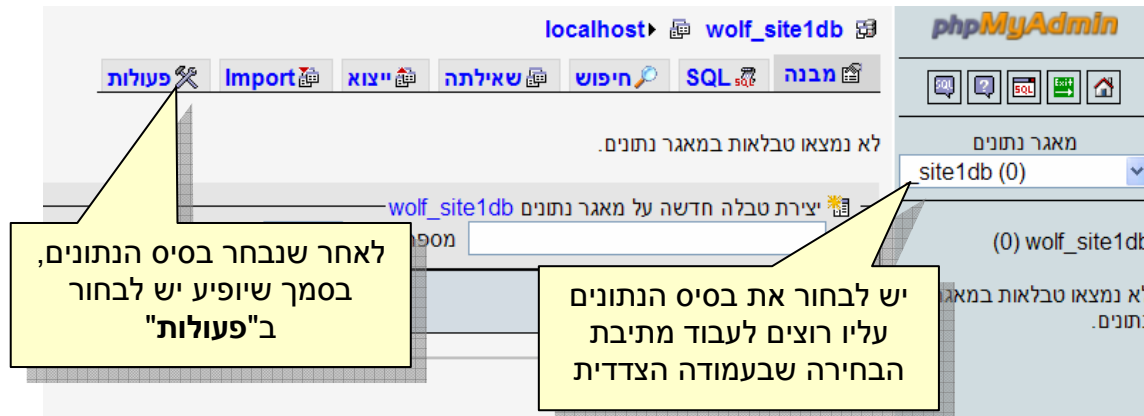 phpMyAdmin
מאגר נתונים
_site1db (0)
(0) wolf_site1db
לא נמצאו טבלאות במאגר
נתונים.
localhost wolf_site1db
מבנה SQL חיפוש שאילתה ייצוא Import פעולות
לא נמצאו טבלאות במאגר נתונים.
יצירת טבלה חדשה על מאגר נתונים wolf_site1db
יש לבחור את בסיס הנתונים
עליו רוצים לעבוד מתיבת
הבחירה שבעמודה הצדדית
לאחר שנבחר בסיס הנתונים,
בסמך שיופיע יש לבחור
ב"פעולות"